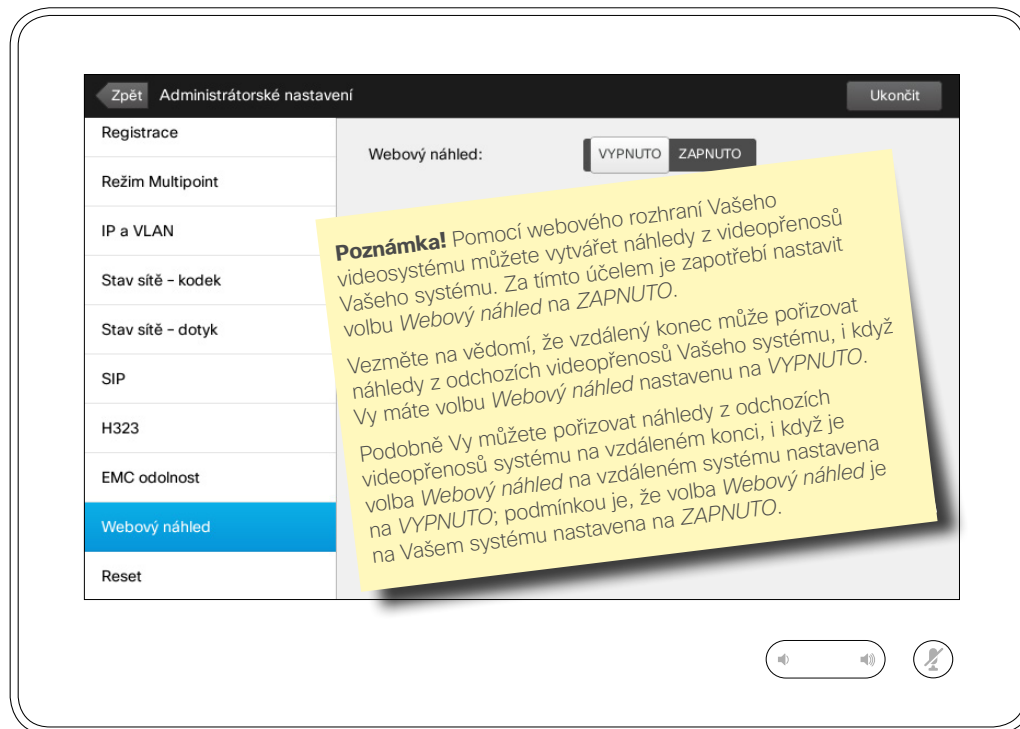 Zpět Administrátorské nastavení Ukončit
Registrace
Režim Multipoint
IP a VLAN
Stav sítě – kodek
Stav sítě – dotyk
SIP
H323
EMC odolnost
Webový náhled
Reset
Webový náhled: VYPNUTO ZAPNUTO
Poznámka! Pomocí webového rozhraní Vašeho
videosystému můžete vytvářet náhledy z videopřenosů
Vašeho systému. Za tímto účelem je zapotřebí nastavit
volbu Webový náhled na ZAPNUTO.
Vezměte na vědomí, že vzdálený konec může pořizovat
náhledy z odchozích videopřenosů Vašeho systému, i když
Vy máte volbu Webový náhled nastavenu na VYPNUTO.
Podobně Vy můžete pořizovat náhledy z odchozích
videopřenosů systému na vzdáleném konci, i když je
volba Webový náhled na vzdáleném systému nastavena
na VYPNUTO; podmínkou je, že volba Webový náhled je
na Vašem systému nastavena na ZAPNUTO.